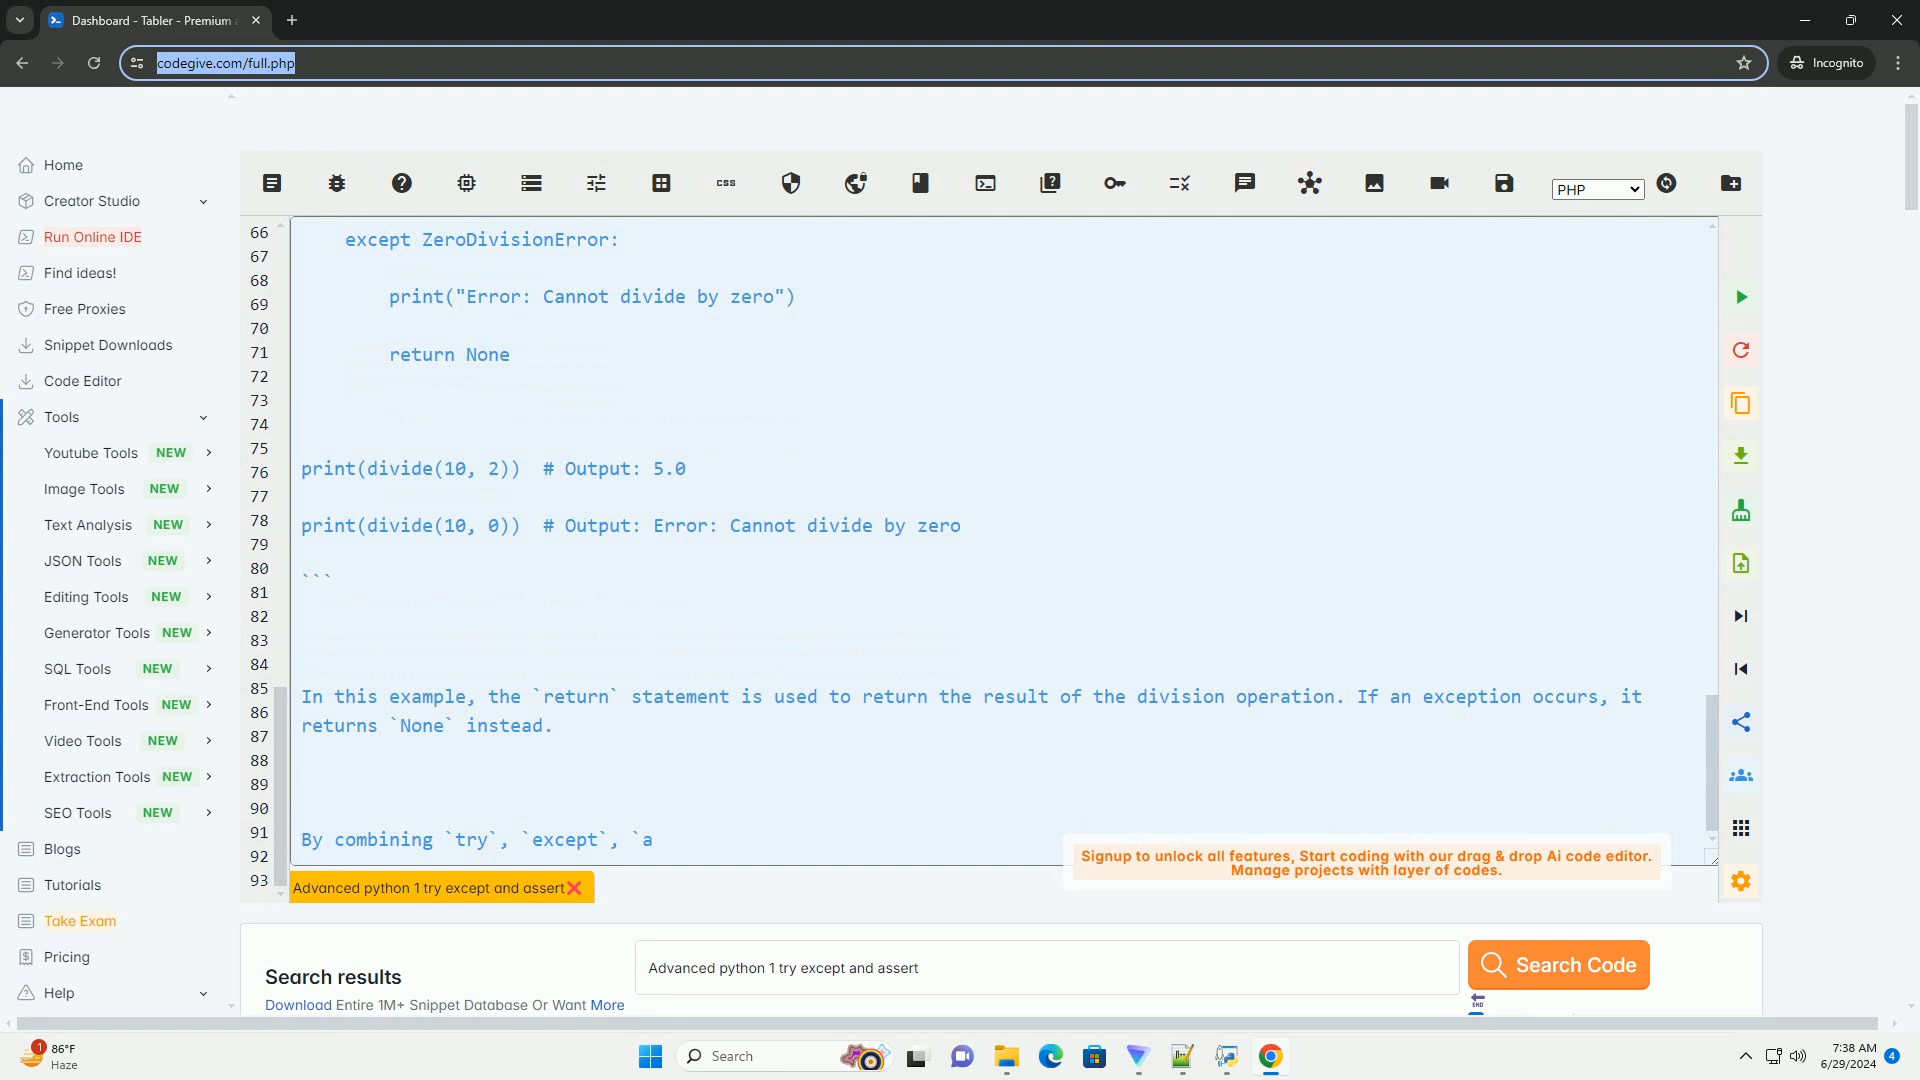 Dashboard - Tabler - Premium
codegive.com/full.php
Incognito
Home
Creator Studio
Run Online IDE
Find ideas!
Free Proxies
Snippet Downloads
Code Editor
Tools
Youtube Tools NEW
Image Tools NEW
Text Analysis NEW
JSON Tools NEW
Editing Tools NEW
Generator Tools NEW
SQL Tools NEW
Front-End Tools NEW
Video Tools NEW
Extraction Tools NEW
SEO Tools NEW
Blogs
Tutorials
Take Exam
Pricing
Help
css
PHP
66
67
68
69
70
71
72
73
74
75
76
77
78
79
80
81
82
83
84
85
86
87
88
89
90
91
92
93
except ZeroDivisionError:
print("Error: Cannot divide by zero")
return None
print(divide(10, 2))  # Output: 5.0
print(divide(10, 0))  # Output: Error: Cannot divide by zero
```
In this example, the `return` statement is used to return the result of the division operation. If an exception occurs, it
returns `None` instead.
By combining `try`, `except`, `a
Signup to unlock all features, Start coding with our drag & drop Ai code editor.
Manage projects with layer of codes.
Advanced python 1 try except and assert
Search results
Download Entire 1M+ Snippet Database Or Want More
Advanced python 1 try except and assert
Search Code
END
1
86°F
Haze
Search
7:38 AM
6/29/2024
4